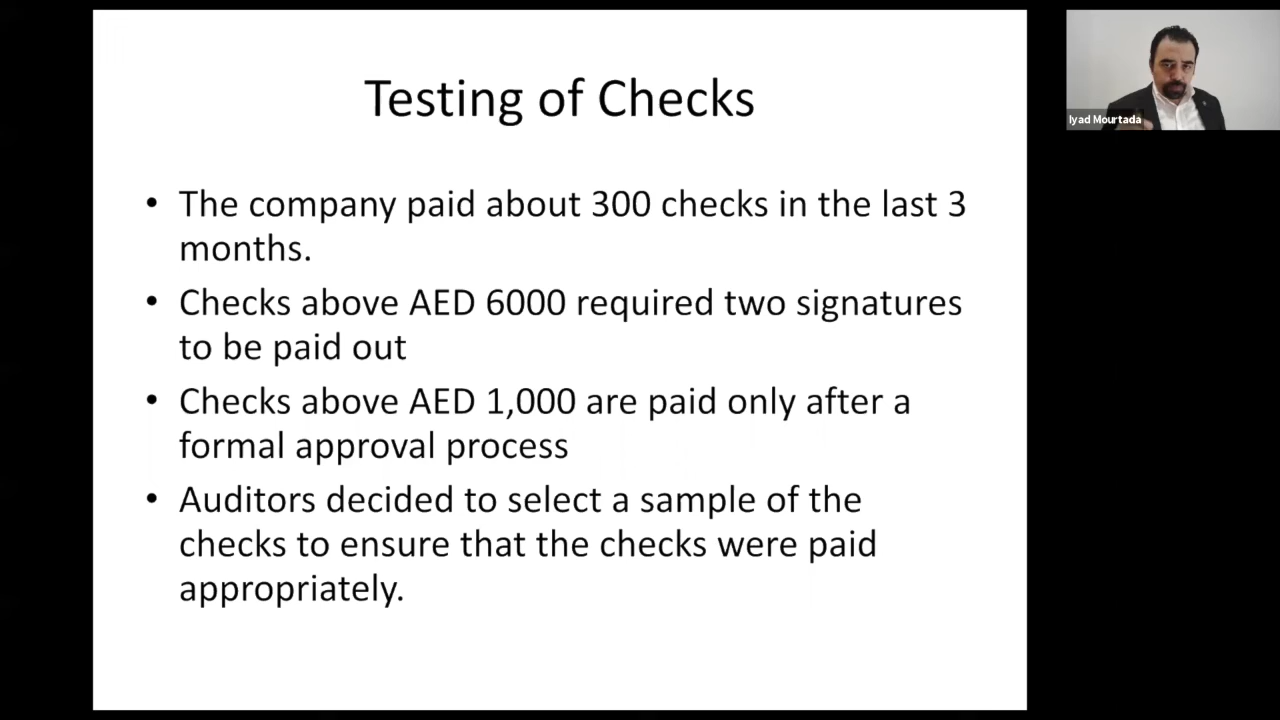 Testing of Checks
• The company paid about 300 checks in the last 3
months.
• Checks above AED 6000 required two signatures
to be paid out
• Checks above AED 1,000 are paid only after a
formal approval process
• Auditors decided to select a sample of the
checks to ensure that the checks were paid
appropriately.
Iyad Mourtada